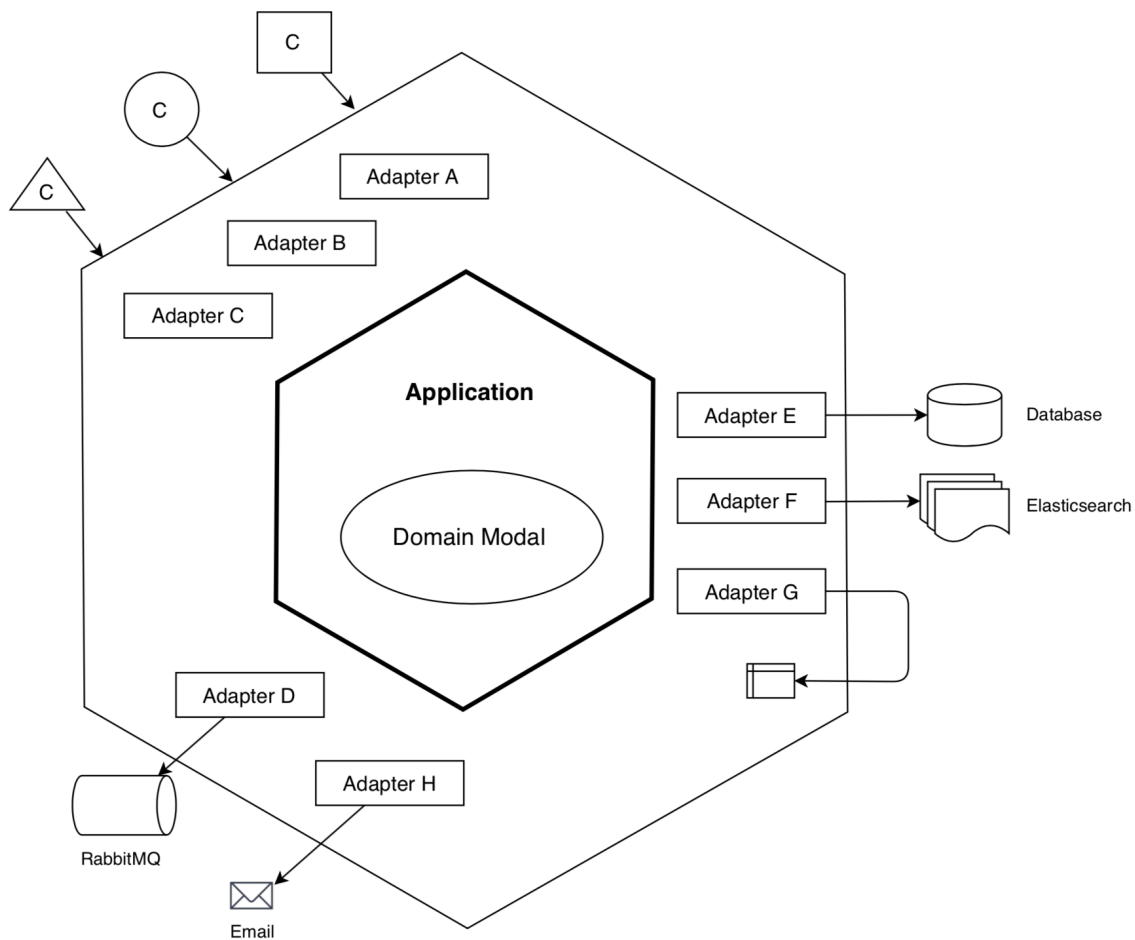 C
C
C
Adapter A
Adapter B
Adapter C
Application
Domain Modal
Adapter E
Database
Adapter F
Elasticsearch
Adapter G
Adapter D
RabbitMQ
Adapter H
Email